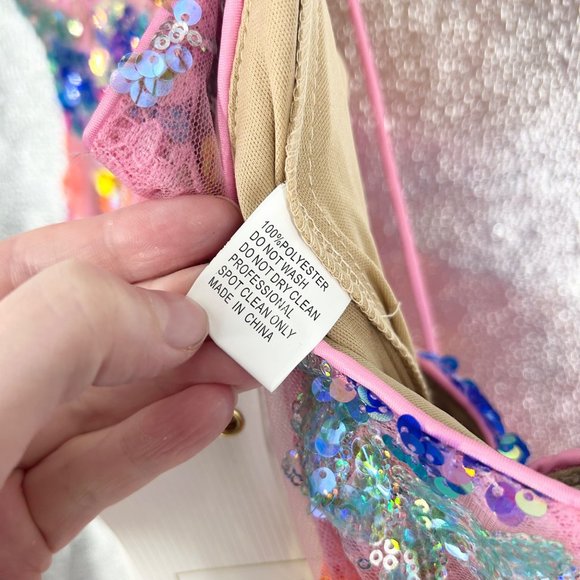 100%POLYESTER
DO NOT WASH
DO NOT DRY CLEAN
PROFESSIONAL
SPOT CLEAN ONLY
MADE IN CHINA